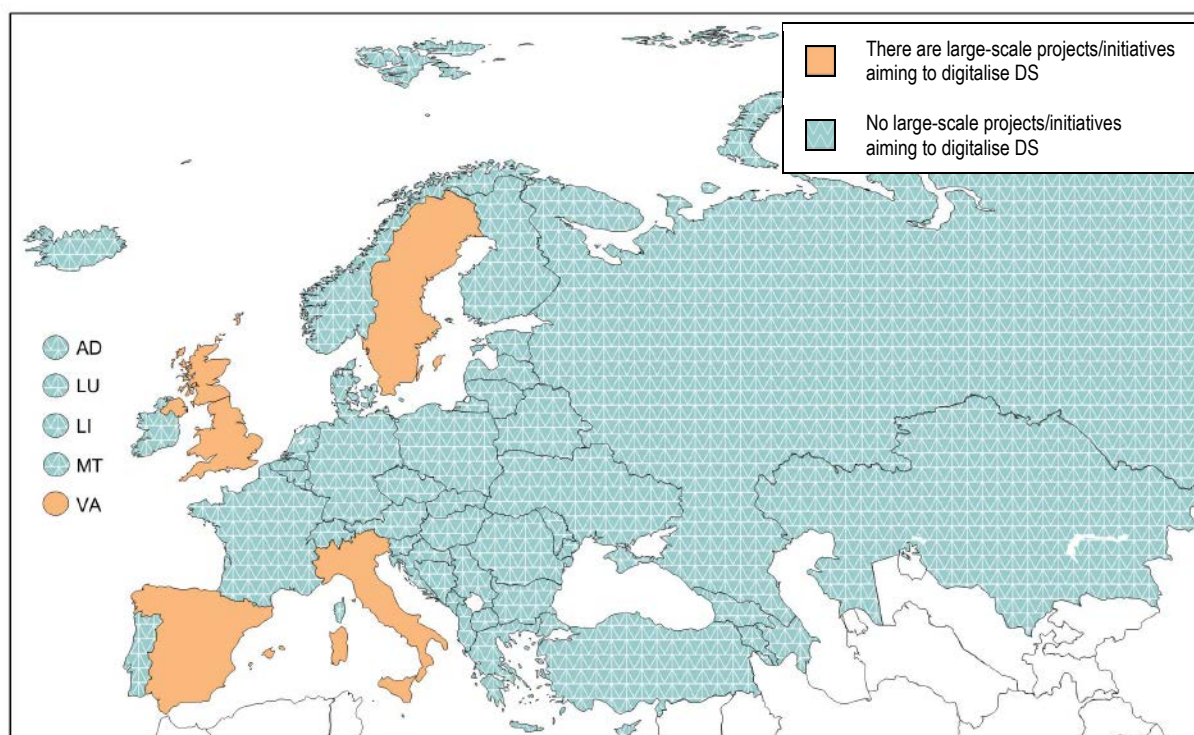 There are large-scale projects/initiatives
aiming to digitalise DS
No large-scale projects/initiatives
aiming to digitalise DS
AD
LU
LI
MT
VA